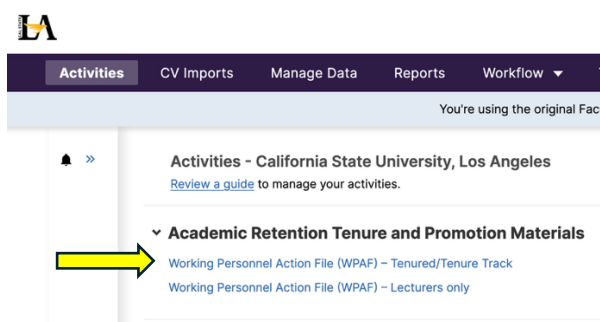 CAL STATE LA
Activities CV Imports Manage Data Reports Workflow
You're using the original Fac
Activities - California State University, Los Angeles
Review a guide to manage your activities.
Academic Retention Tenure and Promotion Materials
Working Personnel Action File (WPAF) – Tenured/Tenure Track
Working Personnel Action File (WPAF) – Lecturers only